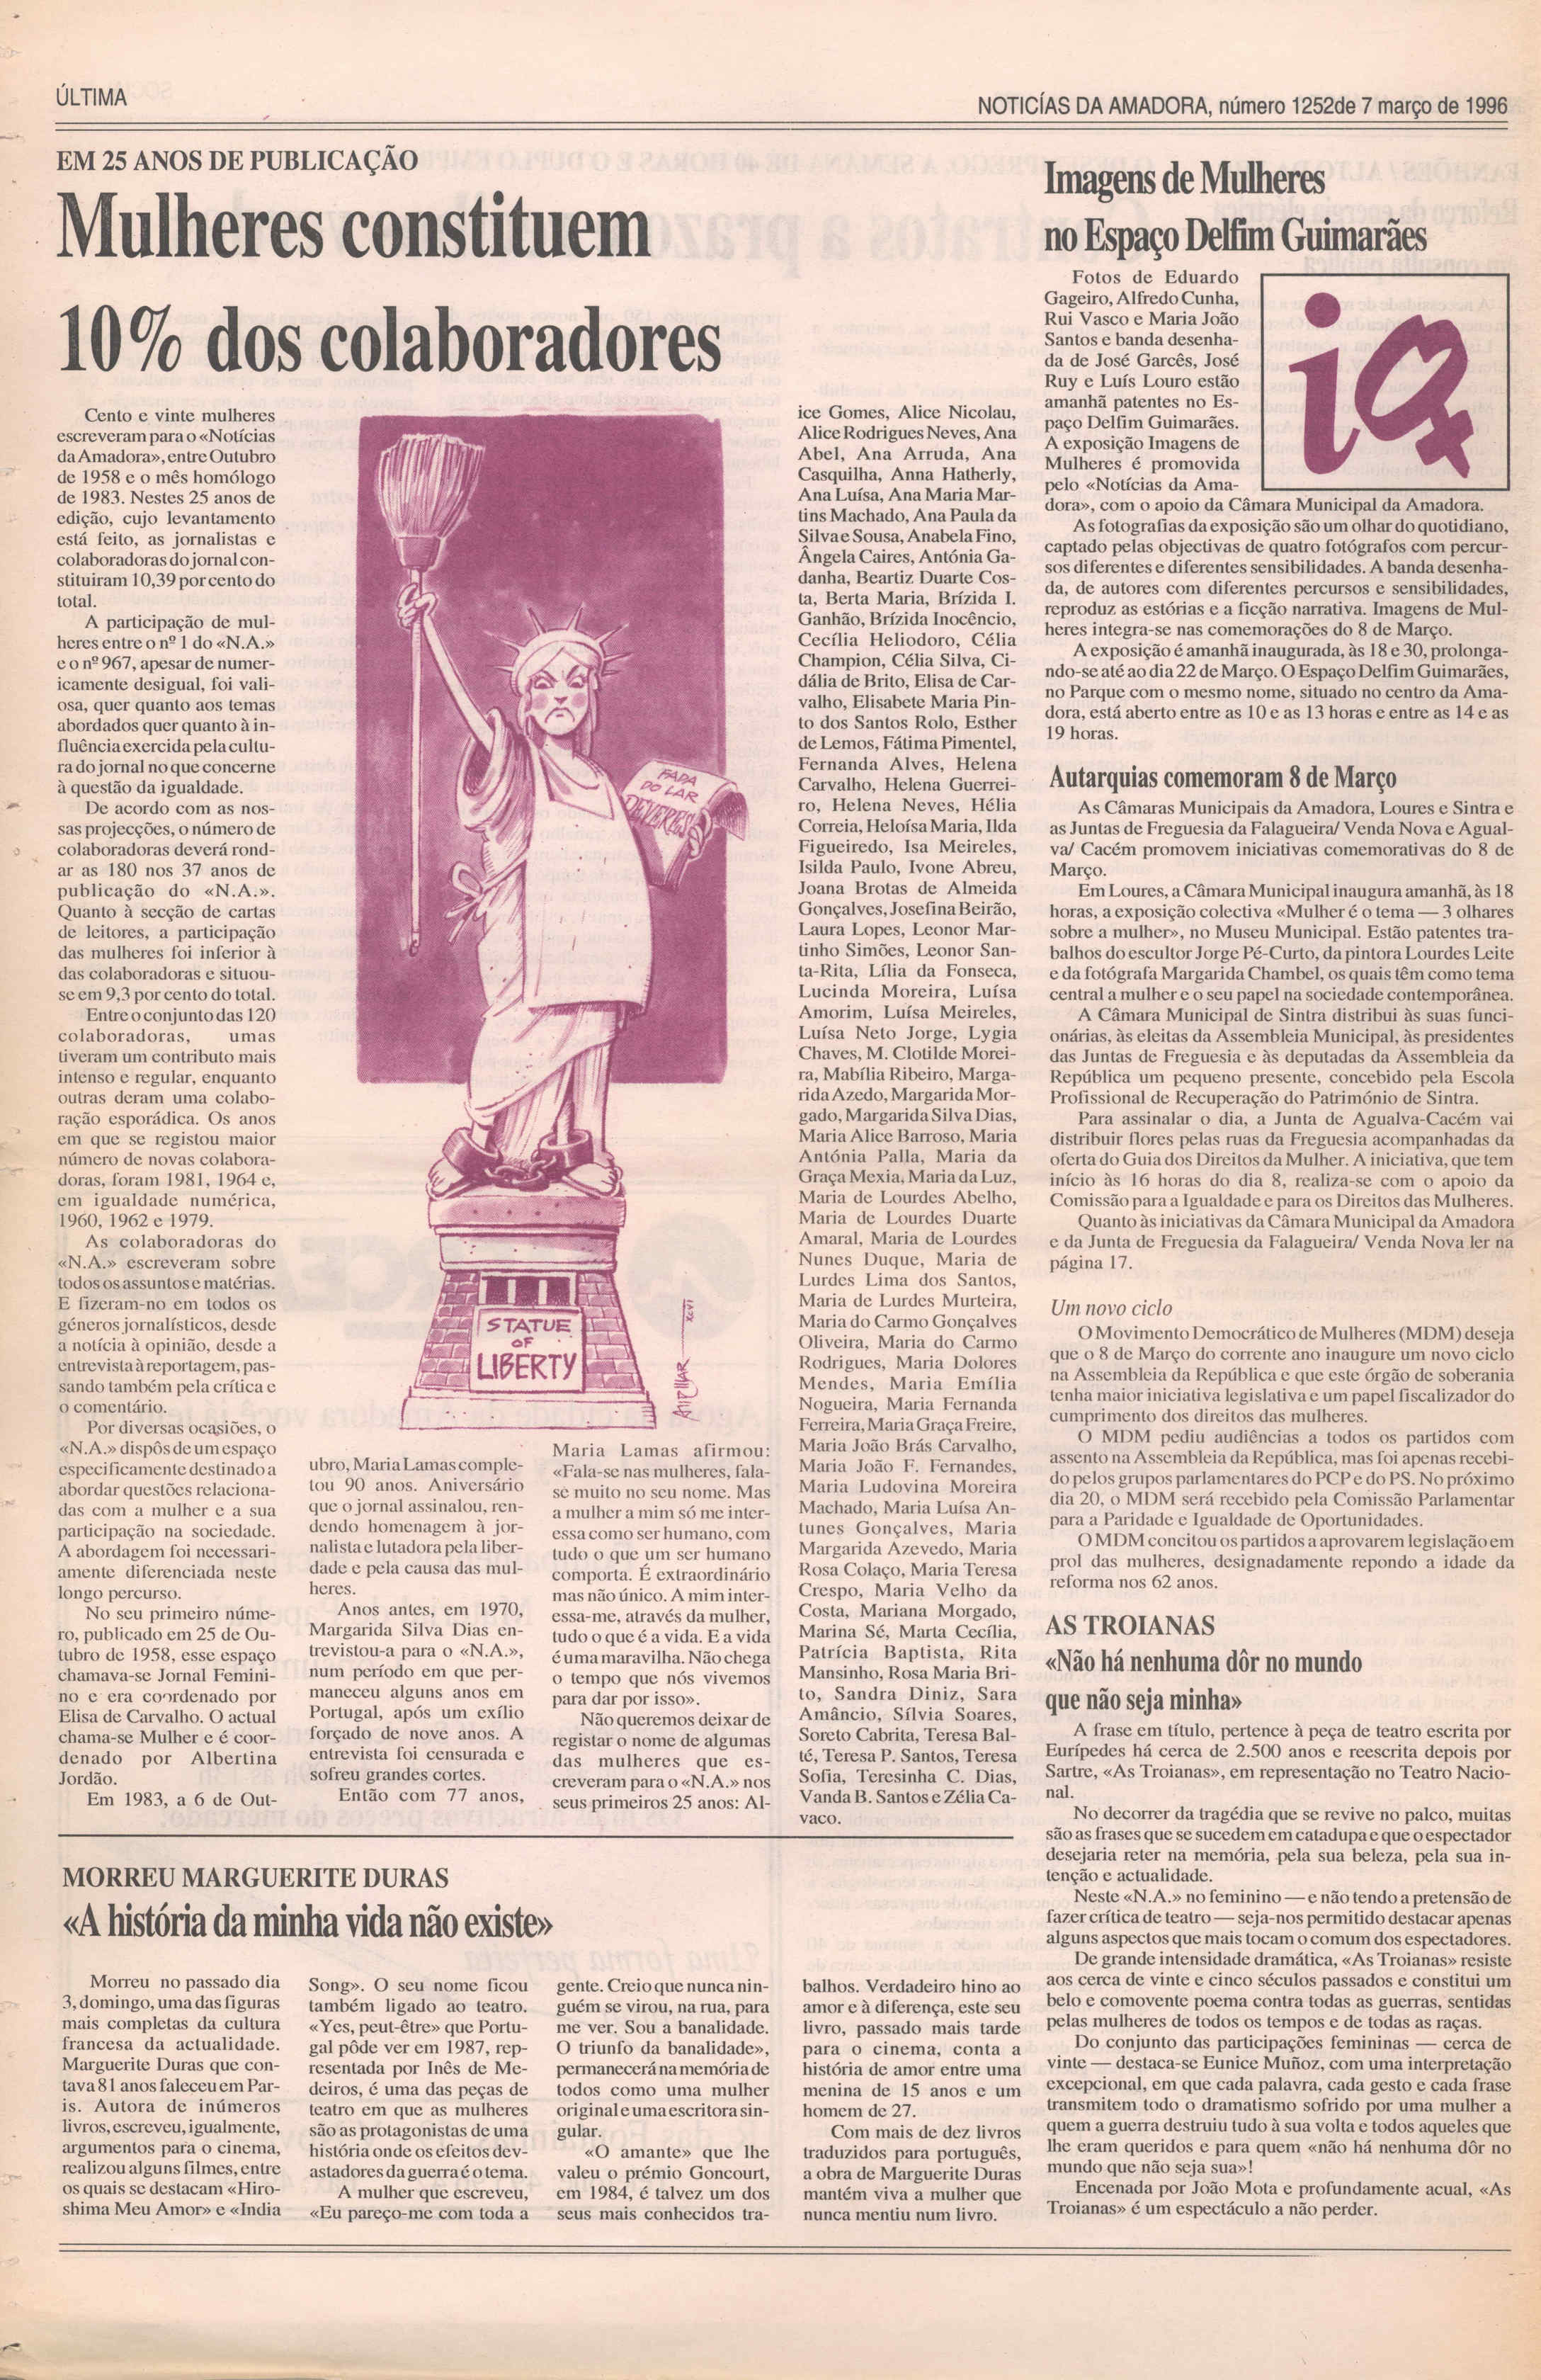 ÚLTIMA
NOTICÍAS DA AMADORA, número 1252de 7 março de 1996
EM 25 ANOS DE PUBLICAÇÃO
Mulheres constituem
10% dos colaboradores
Cento e vinte mulheres
escreveram para o «Notícias
da Amadora», entre Outubro
de 1958 e o mês homólogo
de 1983. Nestes 25 anos de
edição, cujo levantamento
está feito, as jornalistas e
colaboradoras do jornal con-
stituiram 10,39 por cento do
total.
A participação de mul-
heres entre o nº 1 do «N.A.»
e o nº 967, apesar de numer-
icamente desigual, foi vali-
osa, quer quanto aos temas
abordados quer quanto à in-
fluência exercida pela cultu-
ra do jornal no que concerne
à questão da igualdade.
De acordo com as nos-
sas projecções, o número de
colaboradoras deverá rond-
ar as 180 nos 37 anos de
publicação do «N.A.».
Quanto à secção de cartas
de leitores, a participação
das mulheres foi inferior à
das colaboradoras e situou-
se em 9,3 por cento do total.
Entre o conjunto das 120
colaboradoras, umas
tiveram um contributo mais
intenso e regular, enquanto
outras deram uma colabo-
ração esporádica. Os anos
em que se registou maior
número de novas colabora-
doras, foram 1981, 1964 e,
em igualdade numérica,
1960, 1962 e 1979.
As colaboradoras do
«N.A.» escreveram sobre
todos os assuntos e matérias.
E fizeram-no em todos os
géneros jornalísticos, desde
a notícia à opinião, desde a
entrevista à reportagem, pas-
sando também pela crítica e
o comentário.
Por diversas ocasiões, o
«N.A.» dispôs de um espaço
especificamente destinado a
abordar questões relaciona-
das com a mulher e a sua
participação na sociedade.
A abordagem foi necessari-
amente diferenciada neste
longo percurso.
No seu primeiro núme-
ro, publicado em 25 de Ou-
tubro de 1958, esse espaço
chamava-se Jornal Femini-
no e era coordenado por
Elisa de Carvalho. O actual
chama-se Mulher e é coor-
denado por Albertina
Jordão.
Em 1983, a 6 de Out-
FADA
DO LAR
DEVERES
STATUE
OF
LIBERTY
XCVI
ubro, Maria Lamas comple-
tou 90 anos. Aniversário
que o jornal assinalou, ren-
dendo homenagem à jor-
nalista e lutadora pela liber-
dade e pela causa das mul-
heres.
Anos antes, em 1970,
Margarida Silva Dias en-
trevistou-a para o «N.A.»,
num período em que per-
maneceu alguns anos em
Portugal, após um exílio
forçado de nove anos. A
entrevista foi censurada e
sofreu grandes cortes.
Então com 77 anos,
Maria Lamas afirmou:
«Fala-se nas mulheres, fala-
se muito no seu nome. Mas
a mulher a mim só me inter-
essa como ser humano, com
tudo o que um ser humano
comporta. É extraordinário
mas não único. A mim inter-
essa-me, através da mulher,
tudo o que é a vida. E a vida
é uma maravilha. Não chega
o tempo que nós vivemos
para dar por isso».
Não queremos deixar de
registar o nome de algumas
das mulheres que es-
creveram para o «N.A.» nos
seus primeiros 25 anos: Al-
ice Gomes, Alice Nicolau,
Alice Rodrigues Neves, Ana
Abel, Ana Arruda, Ana
Casquilha, Anna Hatherly,
Ana Luísa, Ana Maria Mar-
tins Machado, Ana Paula da
Silva e Sousa, Anabela Fino,
Ângela Caires, Antónia Ga-
danha, Beartiz Duarte Cos-
ta, Berta Maria, Brízida I.
Ganhão, Brízida Inocêncio,
Cecília Heliodoro, Célia
Champion, Célia Silva, Ci-
dália de Brito, Elisa de Car-
valho, Elisabete Maria Pin-
to dos Santos Rolo, Esther
de Lemos, Fátima Pimentel,
Fernanda Alves, Helena
Carvalho, Helena Guerrei-
ro, Helena Neves, Hélia
Correia, Heloísa Maria, Ilda
Figueiredo, Isa Meireles,
Isilda Paulo, Ivone Abreu,
Joana Brotas de Almeida
Gonçalves, Josefina Beirão,
Laura Lopes, Leonor Mar-
tinho Simões, Leonor San-
ta-Rita, Lília da Fonseca,
Lucinda Moreira, Luísa
Amorim, Luísa Meireles,
Luísa Neto Jorge, Lygia
Chaves, M. Clotilde Morei-
ra, Mabília Ribeiro, Marga-
rida Azedo, Margarida Mor-
gado, Margarida Silva Dias,
Maria Alice Barroso, Maria
Antónia Palla, Maria da
Graça Mexia, Maria da Luz,
Maria de Lourdes Abelho,
Maria de Lourdes Duarte
Amaral, Maria de Lourdes
Nunes Duque, Maria de
Lurdes Lima dos Santos,
Maria de Lurdes Murteira,
Maria do Carmo Gonçalves
Oliveira, Maria do Carmo
Rodrigues, Maria Dolores
Mendes, Maria Emília
Nogueira, Maria Fernanda
Ferreira, Maria Graça Freire,
Maria João Brás Carvalho,
Maria João F. Fernandes,
Maria Ludovina Moreira
Machado, Maria Luísa An-
tunes Gonçalves, Maria
Margarida Azevedo, Maria
Rosa Colaço, Maria Teresa
Crespo, Maria Velho da
Costa, Mariana Morgado,
Marina Sé, Marta Cecília,
Patrícia Baptista, Rita
Mansinho, Rosa Maria Bri-
to, Sandra Diniz, Sara
Amâncio, Sílvia Soares,
Soreto Cabrita, Teresa Bal-
té, Teresa P. Santos, Teresa
Sofia, Teresinha C. Dias,
Vanda B. Santos e Zélia Ca-
vaco.
Imagens de Mulheres
no Espaço Delfim Guimarães
Fotos de Eduardo
Gageiro, Alfredo Cunha,
Rui Vasco e Maria João
Santos e banda desenha-
da de José Garcês, José
Ruy e Luís Louro estão
amanhã patentes no Es-
paço Delfim Guimarães.
A exposição Imagens de
Mulheres é promovida
pelo «Notícias da Ama-
dora», com o apoio da Câmara Municipal da Amadora.
As fotografias da exposição são um olhar do quotidiano,
captado pelas objectivas de quatro fotógrafos com percur-
sos diferentes e diferentes sensibilidades. A banda desenha-
da, de autores com diferentes percursos e sensibilidades,
reproduz as estórias e a ficção narrativa. Imagens de Mul-
heres integra-se nas comemorações do 8 de Março.
A exposição é amanhã inaugurada, às 18 e 30, prolonga-
ndo-se até ao dia 22 de Março. O Espaço Delfim Guimarães,
no Parque com o mesmo nome, situado no centro da Ama-
dora, está aberto entre as 10 e as 13 horas e entre as 14 e as
19 horas.
Autarquias comemoram 8 de Março
As Câmaras Municipais da Amadora, Loures e Sintra e
as Juntas de Freguesia da Falagueira/ Venda Nova e Agual-
va/ Cacém promovem iniciativas comemorativas do 8 de
Março.
Em Loures, a Câmara Municipal inaugura amanhã, às 18
horas, a exposição colectiva «Mulher é o tema — 3 olhares
sobre a mulher», no Museu Municipal. Estão patentes tra-
balhos do escultor Jorge Pé-Curto, da pintora Lourdes Leite
e da fotógrafa Margarida Chambel, os quais têm como tema
central a mulher e o seu papel na sociedade contemporânea.
A Câmara Municipal de Sintra distribui às suas funci-
onárias, às eleitas da Assembleia Municipal, às presidentes
das Juntas de Freguesia e às deputadas da Assembleia da
República um pequeno presente, concebido pela Escola
Profissional de Recuperação do Património de Sintra.
Para assinalar o dia, a Junta de Agualva-Cacém vai
distribuir flores pelas ruas da Freguesia acompanhadas da
oferta do Guia dos Direitos da Mulher. A iniciativa, que tem
início às 16 horas do dia 8, realiza-se com o apoio da
Comissão para a Igualdade e para os Direitos das Mulheres.
Quanto às iniciativas da Câmara Municipal da Amadora
e da Junta de Freguesia da Falagueira/ Venda Nova ler na
página 17.
Um novo ciclo
O Movimento Democrático de Mulheres (MDM) deseja
que o 8 de Março do corrente ano inaugure um novo ciclo
na Assembleia da República e que este órgão de soberania
tenha maior iniciativa legislativa e um papel fiscalizador do
cumprimento dos direitos das mulheres.
O MDM pediu audiências a todos os partidos com
assento na Assembleia da República, mas foi apenas recebi-
do pelos grupos parlamentares do PCP e do PS. No próximo
dia 20, o MDM será recebido pela Comissão Parlamentar
para a Paridade e Igualdade de Oportunidades.
O MDM concitou os partidos a aprovarem legislação em
prol das mulheres, designadamente repondo a idade da
reforma nos 62 anos.
AS TROIANAS
«Não há nenhuma dôr no mundo
que não seja minha»
A frase em título, pertence à peça de teatro escrita por
Eurípedes há cerca de 2.500 anos e reescrita depois por
Sartre, «As Troianas», em representação no Teatro Nacio-
nal.
No decorrer da tragédia que se revive no palco, muitas
são as frases que se sucedem em catadupa e que o espectador
desejaria reter na memória, pela sua beleza, pela sua in-
tenção e actualidade.
Neste «N.A.» no feminino — e não tendo a pretensão de
fazer crítica de teatro — seja-nos permitido destacar apenas
alguns aspectos que mais tocam o comum dos espectadores.
De grande intensidade dramática, «As Troianas» resiste
aos cerca de vinte e cinco séculos passados e constitui um
belo e comovente poema contra todas as guerras, sentidas
pelas mulheres de todos os tempos e de todas as raças.
Do conjunto das participações femininas — cerca de
vinte — destaca-se Eunice Muñoz, com uma interpretação
excepcional, em que cada palavra, cada gesto e cada frase
transmitem todo o dramatismo sofrido por uma mulher a
quem a guerra destruiu tudo à sua volta e todos aqueles que
lhe eram queridos e para quem «não há nenhuma dôr no
mundo que não seja sua»!
Encenada por João Mota e profundamente acual, «As
Troianas» é um espectáculo a não perder.
MORREU MARGUERITE DURAS
«A história da minha vida não existe»
Morreu no passado dia
3, domingo, uma das figuras
mais completas da cultura
francesa da actualidade.
Marguerite Duras que con-
tava 81 anos faleceu em Par-
is. Autora de inúmeros
livros, escreveu, igualmente,
argumentos para o cinema,
realizou alguns filmes, entre
os quais se destacam «Hiro-
shima Meu Amor» e «India
Song». O seu nome ficou
também ligado ao teatro.
«Yes, peut-être» que Portu-
gal pôde ver em 1987, rep-
resentada por Inês de Me-
deiros, é uma das peças de
teatro em que as mulheres
são as protagonistas de uma
história onde os efeitos dev-
astadores da guerra é o tema.
A mulher que escreveu,
«Eu pareço-me com toda a
gente. Creio que nunca nin-
guém se virou, na rua, para
me ver. Sou a banalidade.
O triunfo da banalidade»,
permanecerá na memória de
todos como uma mulher
original e uma escritora sin-
gular.
«O amante» que lhe
valeu o prémio Goncourt,
em 1984, é talvez um dos
seus mais conhecidos tra-
balhos. Verdadeiro hino ao
amor e à diferença, este seu
livro, passado mais tarde
para o cinema, conta a
história de amor entre uma
menina de 15 anos e um
homem de 27.
Com mais de dez livros
traduzidos para português,
a obra de Marguerite Duras
mantém viva a mulher que
nunca mentiu num livro.